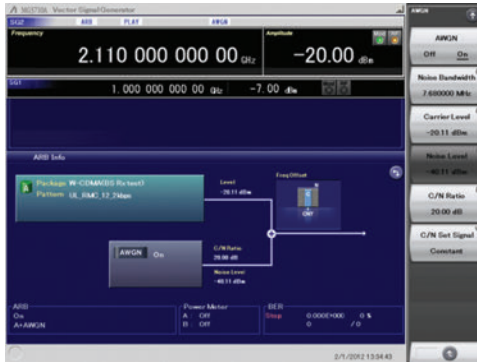 MG3710A Vector Signal Generator
SG2 ARB PLAY AWGN
Frequency Amplitude
2.110 000 000 00 GHz -20.00 dBm
SG1 1.000 000 000 00 GHz -7.00 dBm
ARB Info
Package W-CDMA(BS Rx test)
Pattern UL_RMC_12_2kbps
Level
-20.11 dBm
FreqOffset
CNT
AWGN On
C/N Ratio
20.00 dB
Noise Level
-40.11 dBm
ARB
On
A+AWGN
Power Meter
A : Off
B : Off
BER
Stop 0.000E+000 0 %
0 / 0
2/1/2012 13:54:43
AWGN
AWGN
Off On
Noise Bandwidth
7.680000 MHz
Carrier Level
-20.11 dBm
Noise Level
-40.11 dBm
C/N Ratio
20.00 dB
C/N Set Signal
Constant